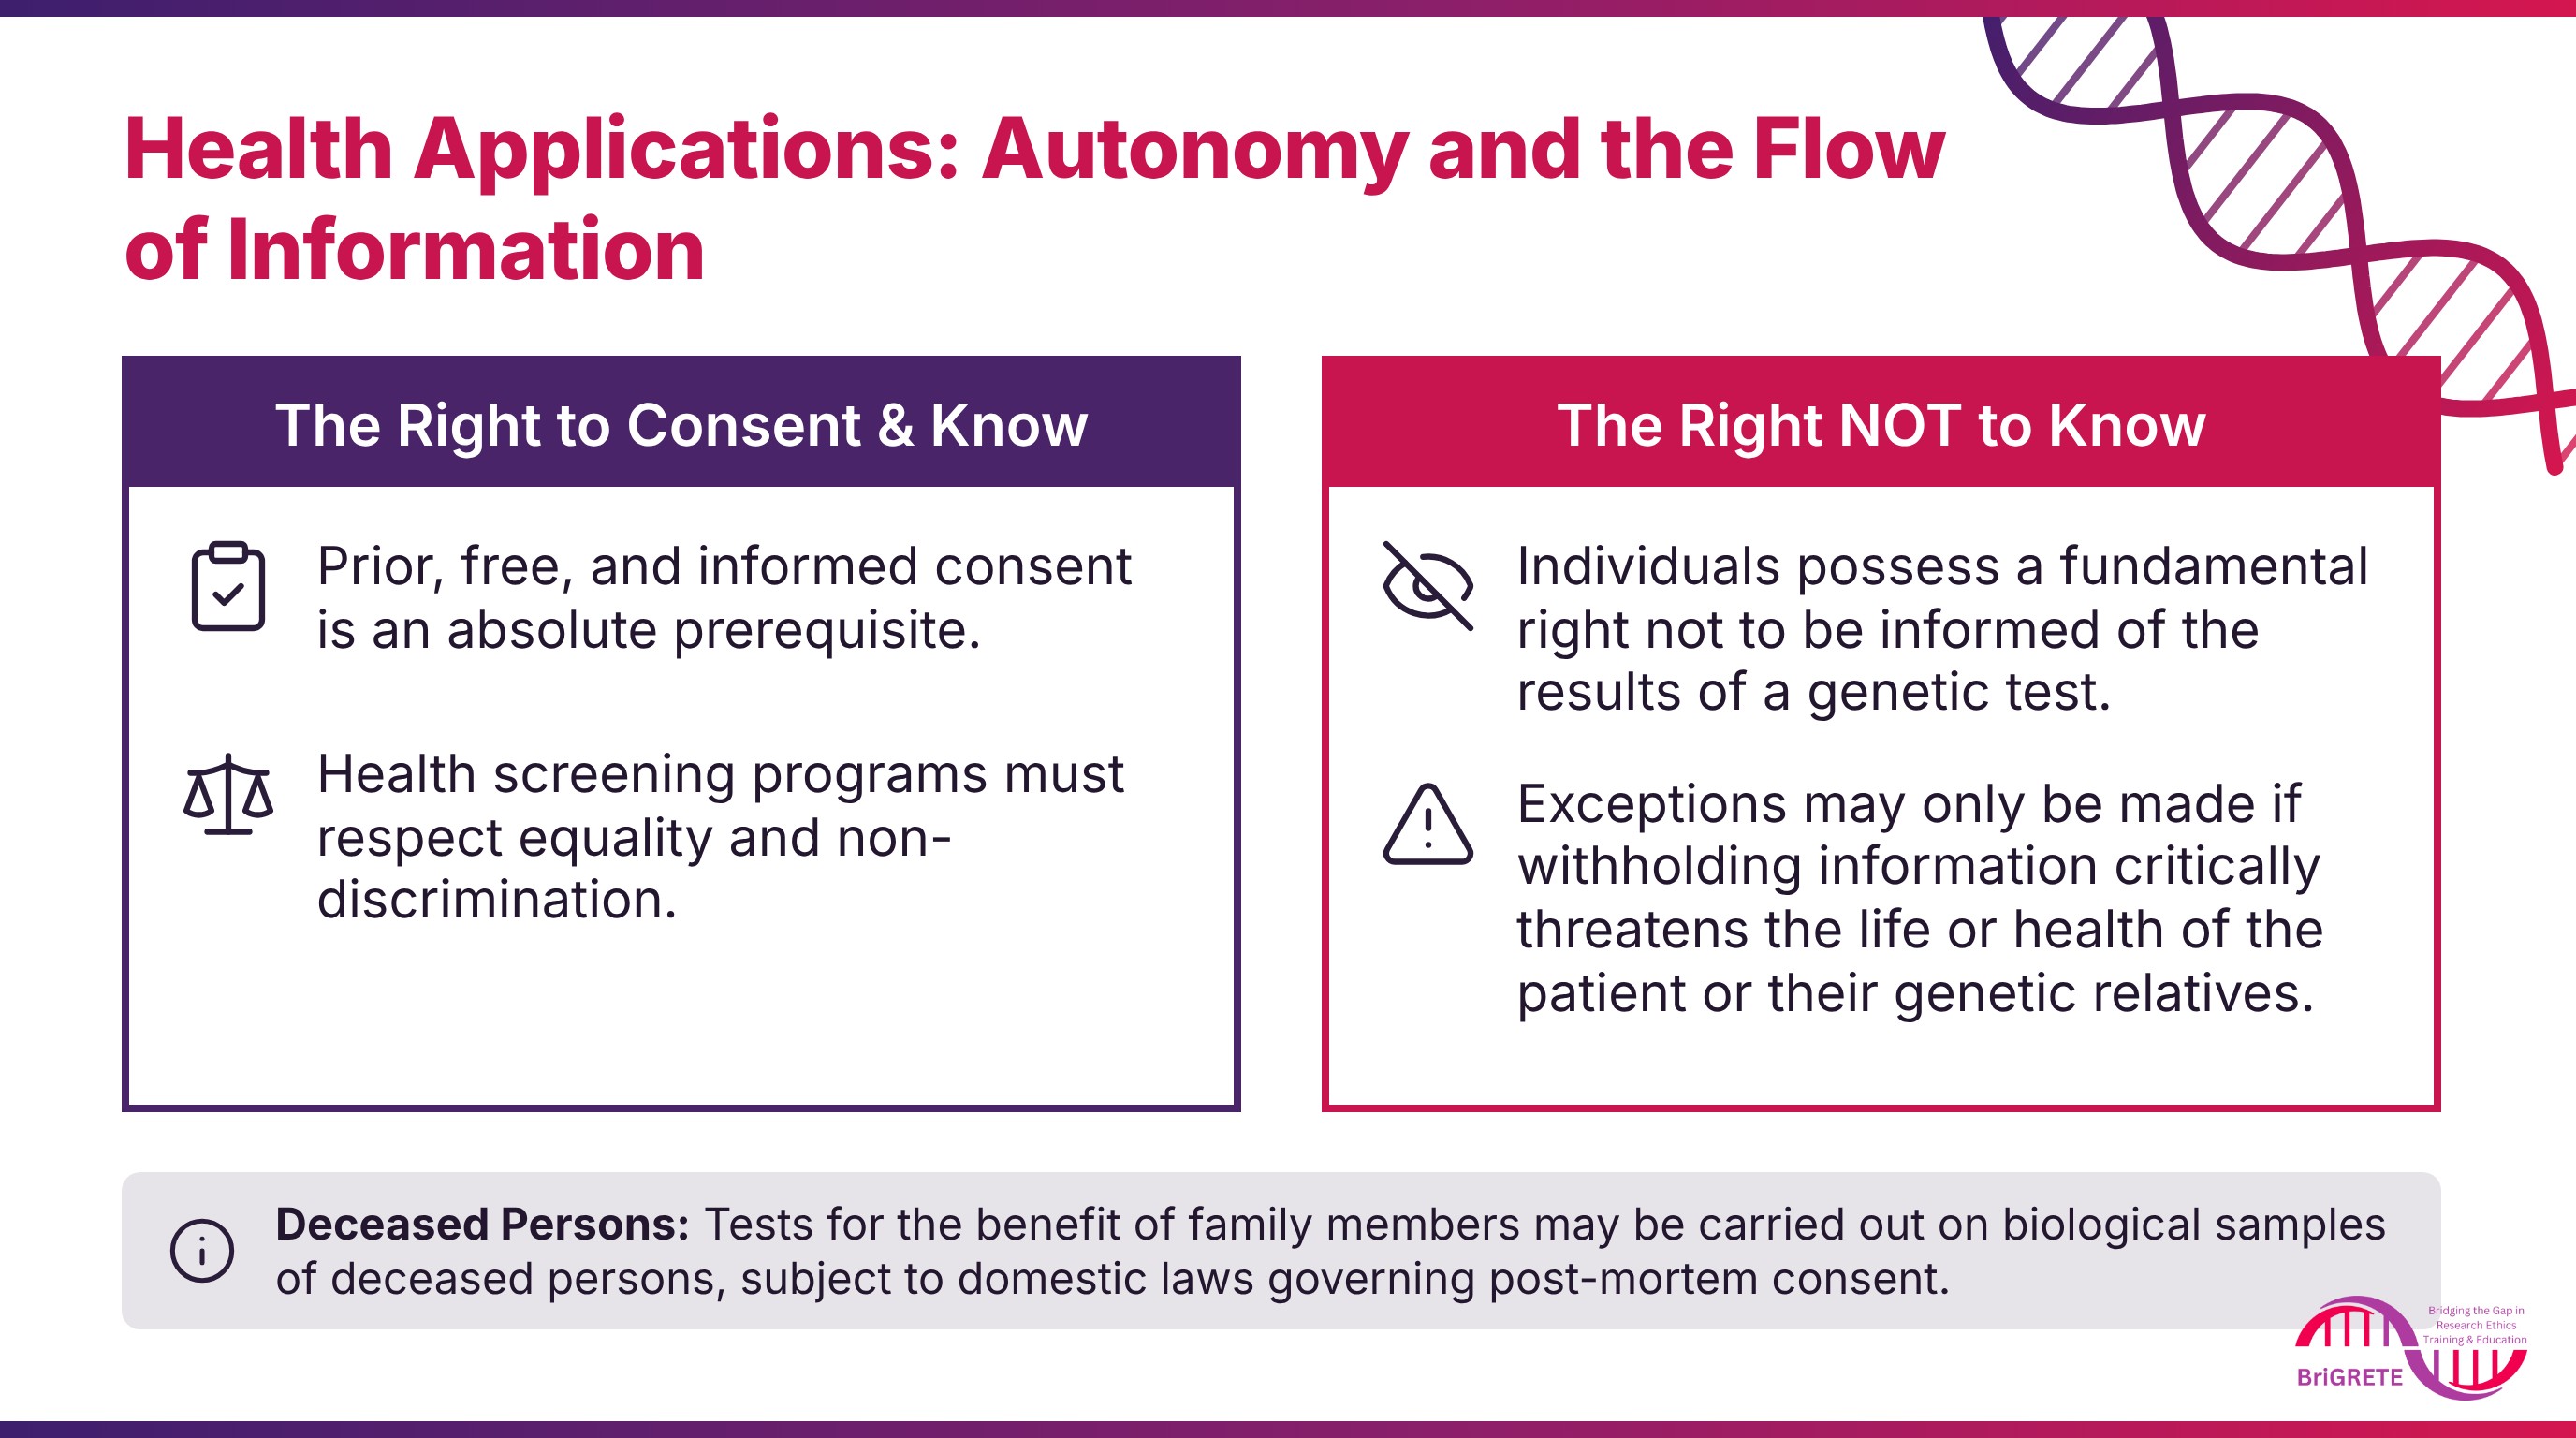 Health Applications: Autonomy and the Flow
of Information
The Right to Consent & Know
Prior, free, and informed consent
is an absolute prerequisite.
Health screening programs must
respect equality and non-
discrimination.
The Right NOT to Know
Individuals possess a fundamental
right not to be informed of the
results of a genetic test.
Exceptions may only be made if
withholding information critically
threatens the life or health of the
patient or their genetic relatives.
Deceased Persons: Tests for the benefit of family members may be carried out on biological samples
of deceased persons, subject to domestic laws governing post-mortem consent.
Bridging the Gap in
Research Ethics
Training & Education
BriGRETE